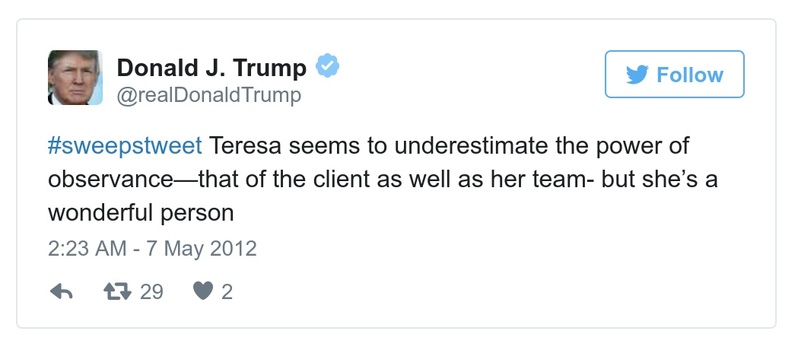 Donald J. Trump
@realDonaldTrump
Follow
#sweepstweet Teresa seems to underestimate the power of
observance—that of the client as well as her team- but she’s a
wonderful person
2:23 AM - 7 May 2012
29 2